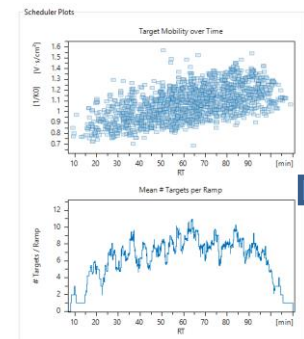 Scheduler Plots
Target Mobility over Time
[1/K0] [V·s/cm²]
1.6
1.5
1.4
1.3
1.2
1.1
1
0.9
0.8
0.7
10 20 30 40 50 60 70 80 90 [min]
RT
Mean # Targets per Ramp
# Targets / Ramp
12
10
8
6
4
2
0
10 20 30 40 50 60 70 80 90 [min]
RT